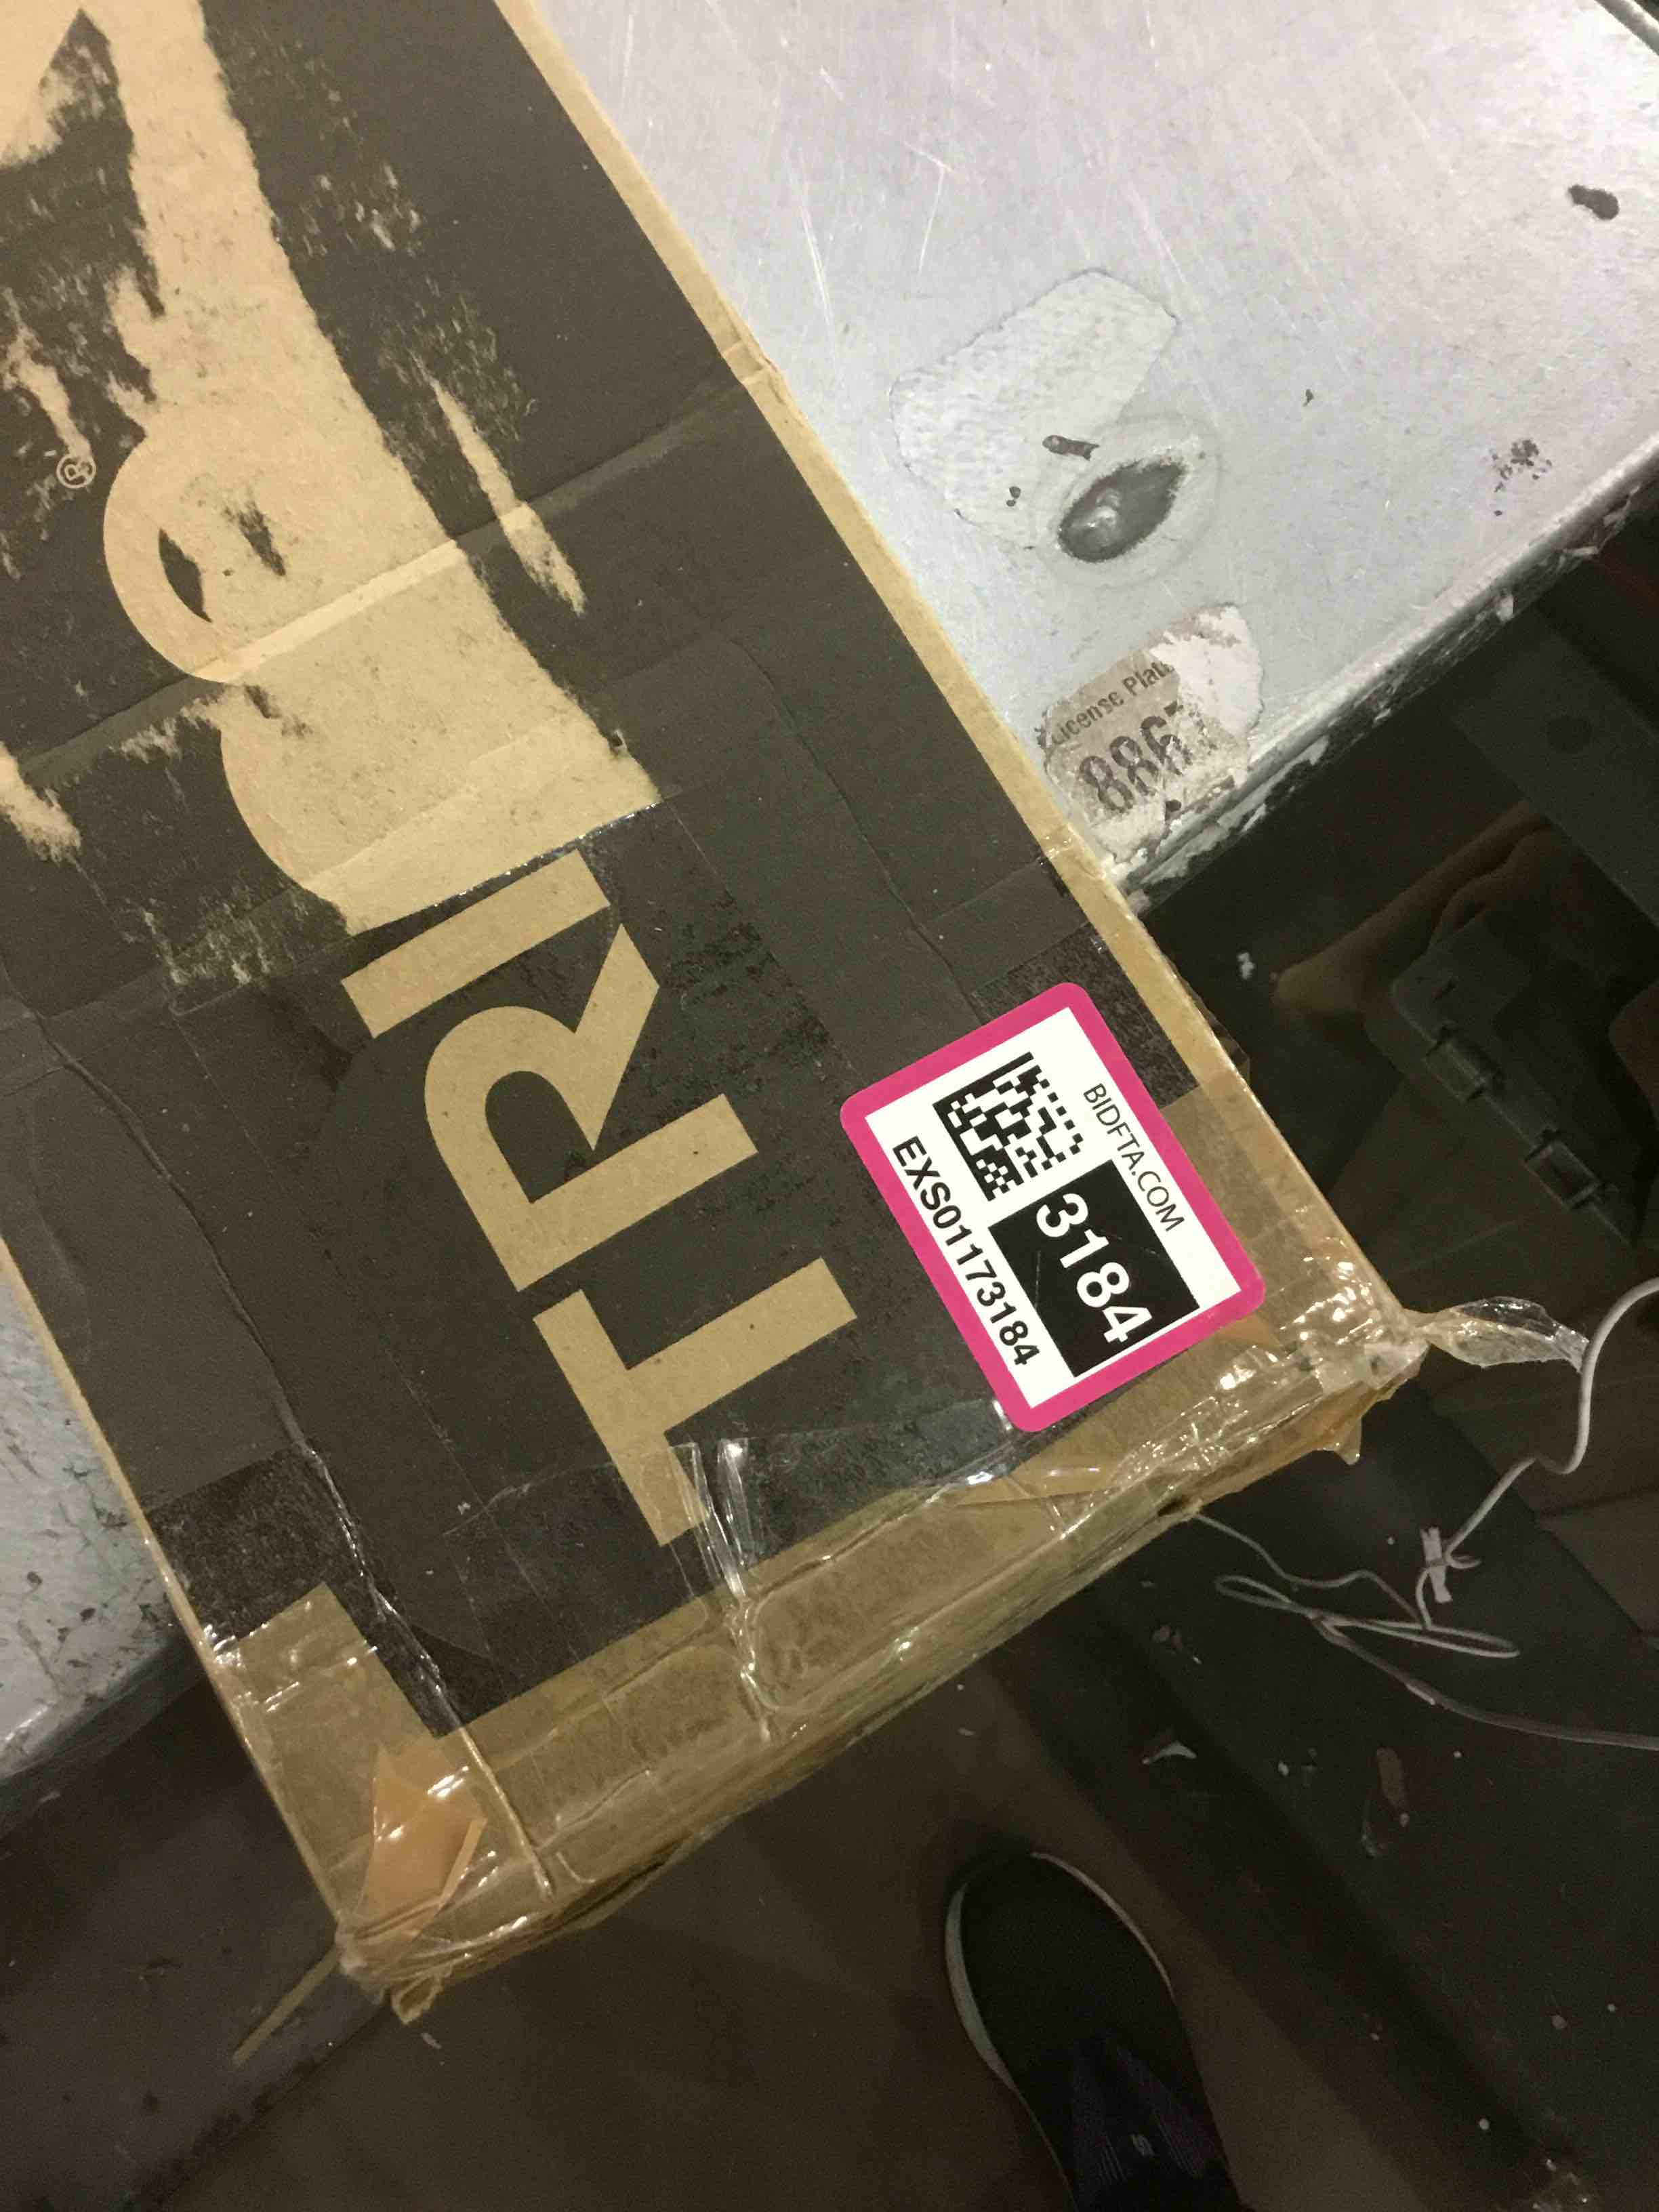 TRI
®
BIDFTA.COM
3184
EXS01173184
License Plate
886